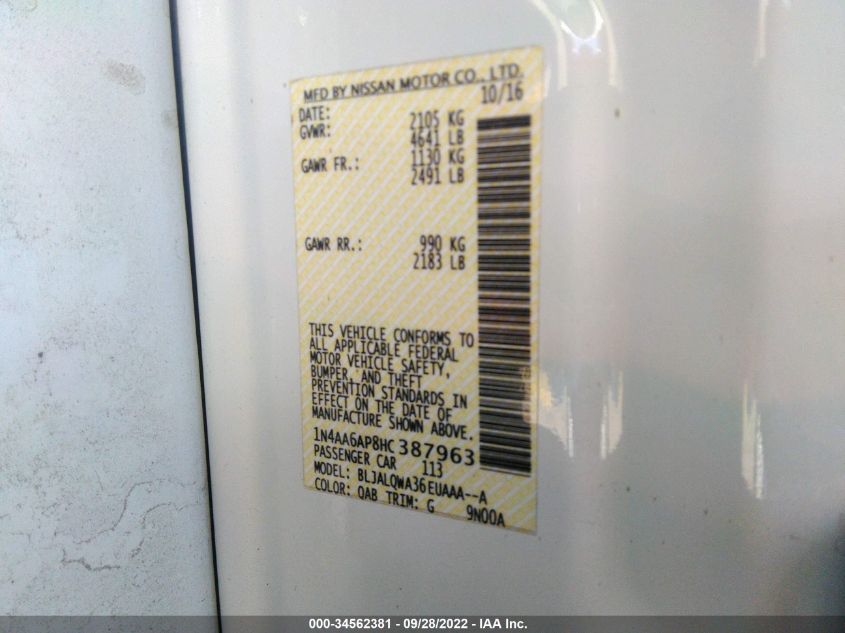 MFD BY NISSAN MOTOR CO., LTD.
DATE: 10/16
GVWR: 2105 KG
4641 LB
GAWR FR.: 1130 KG
2491 LB
GAWR RR.: 990 KG
2183 LB
THIS VEHICLE CONFORMS TO
ALL APPLICABLE FEDERAL
MOTOR VEHICLE SAFETY,
BUMPER, AND THEFT
PREVENTION STANDARDS IN
EFFECT ON THE DATE OF
MANUFACTURE SHOWN ABOVE.
1N4AA6AP8HC387963
PASSENGER CAR 113
MODEL: BLJALQWA36EUAAA--A
COLOR: QAB TRIM: G 9N00A
000-34562381 - 09/28/2022 - IAA Inc.